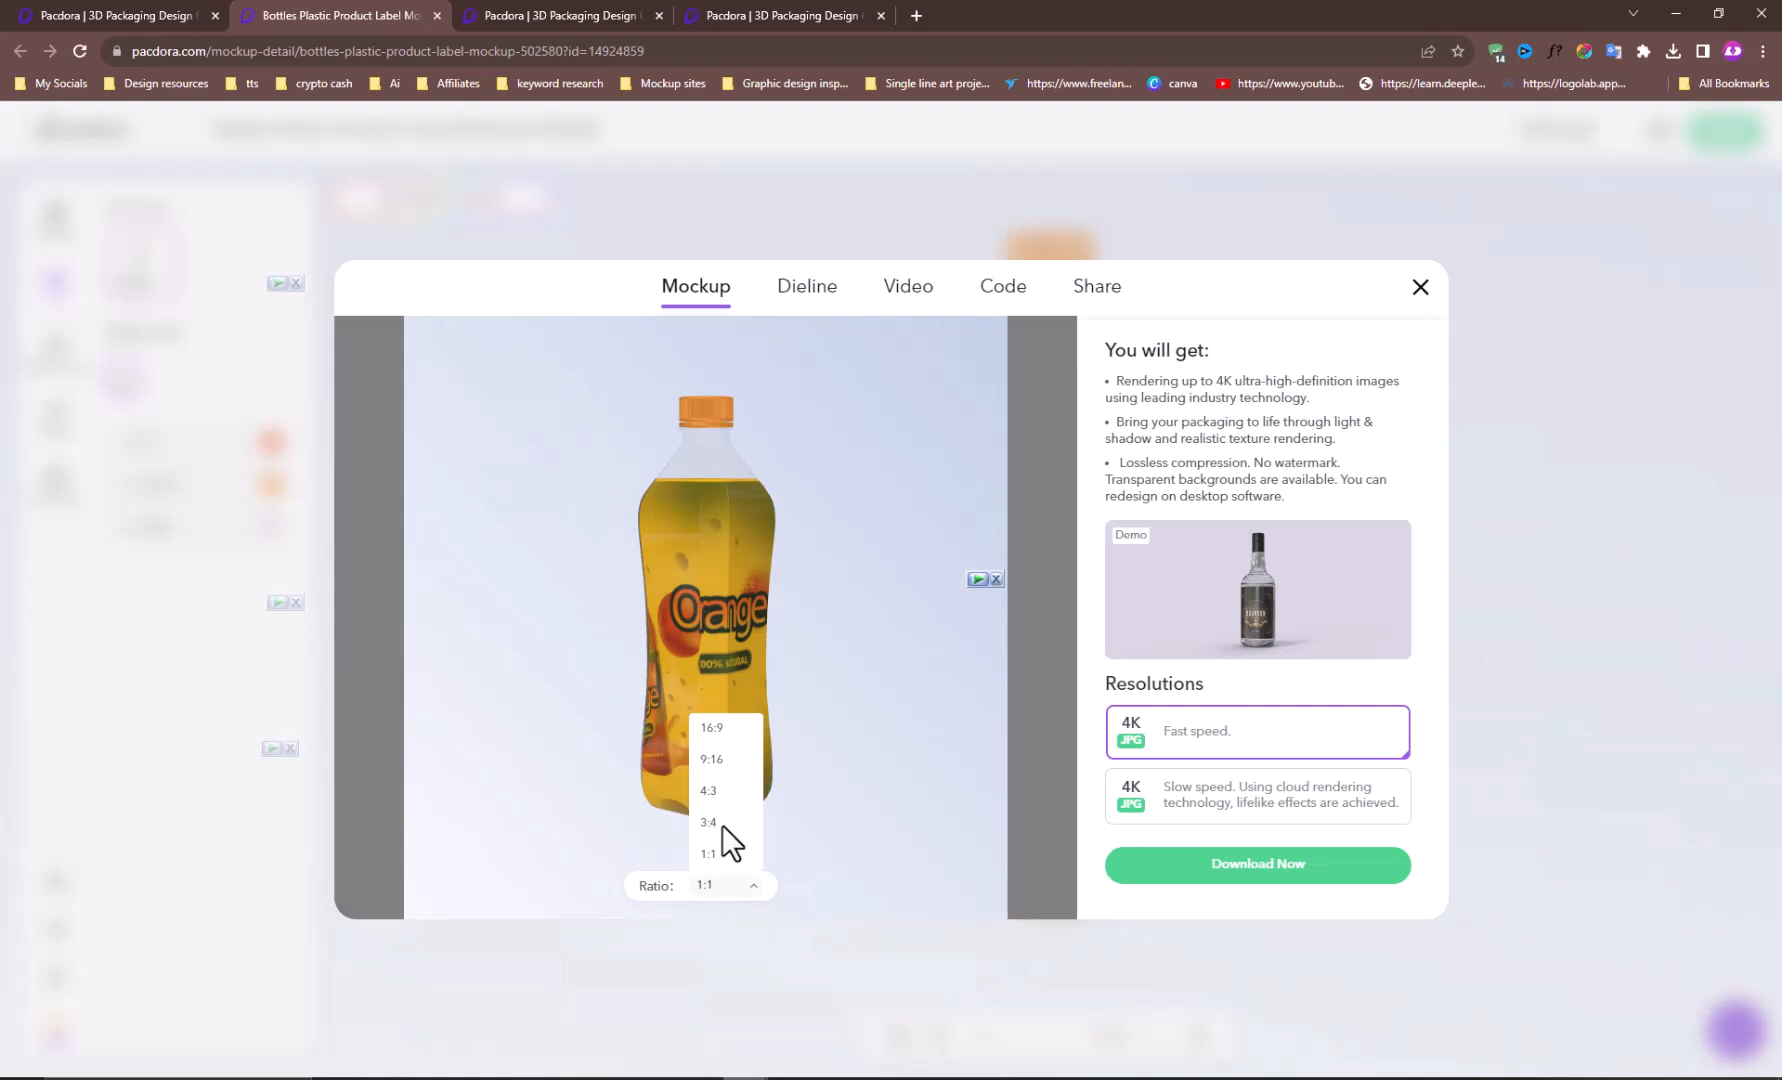 Pacdora | 3D Packaging Design (
Bottles Plastic Product Label Mo
Pacdora | 3D Packaging Design (
Pacdora | 3D Packaging Design (
pacdora.com/mockup-detail/bottles-plastic-product-label-mockup-502580?id=14924859
14
f?
My Socials
Design resources
tts
crypto cash
Ai
Affiliates
keyword research
Mockup sites
Graphic design insp...
Single line art proje...
https://www.freelan...
canva
https://www.youtub...
https://learn.deeple...
https://logolab.app...
All Bookmarks
Mockup
Dieline
Video
Code
Share
Orange
100% NATURAL
16:9
9:16
4:3
3:4
1:1
Ratio:
1:1
You will get:
• Rendering up to 4K ultra-high-definition images
using leading industry technology.
• Bring your packaging to life through light &
shadow and realistic texture rendering.
• Lossless compression. No watermark.
Transparent backgrounds are available. You can
redesign on desktop software.
Demo
Resolutions
4K
JPG
Fast speed.
4K
JPG
Slow speed. Using cloud rendering
technology, lifelike effects are achieved.
Download Now